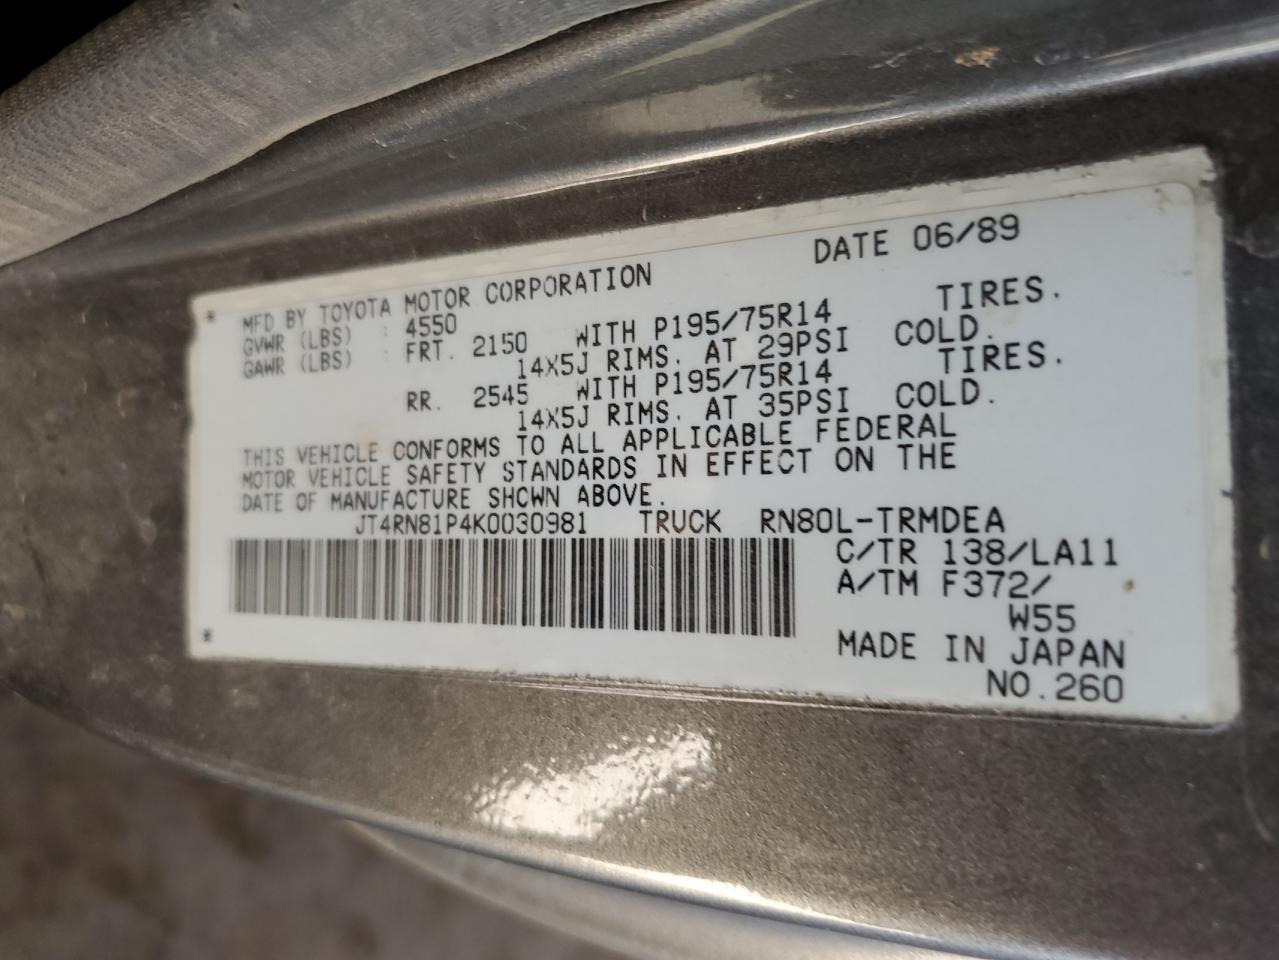 MFD BY TOYOTA MOTOR CORPORATION DATE 06/89
GVWR (LBS) : 4550
GAWR (LBS) : FRT. 2150 WITH P195/75R14 TIRES.
14X5J RIMS. AT 29PSI COLD.
RR. 2545 WITH P195/75R14 TIRES.
14X5J RIMS. AT 35PSI COLD.
THIS VEHICLE CONFORMS TO ALL APPLICABLE FEDERAL
MOTOR VEHICLE SAFETY STANDARDS IN EFFECT ON THE
DATE OF MANUFACTURE SHOWN ABOVE.
JT4RN81P4K0030981 TRUCK RN80L-TRMDEA
C/TR 138/LA11
A/TM F372/
W55
MADE IN JAPAN
NO.260